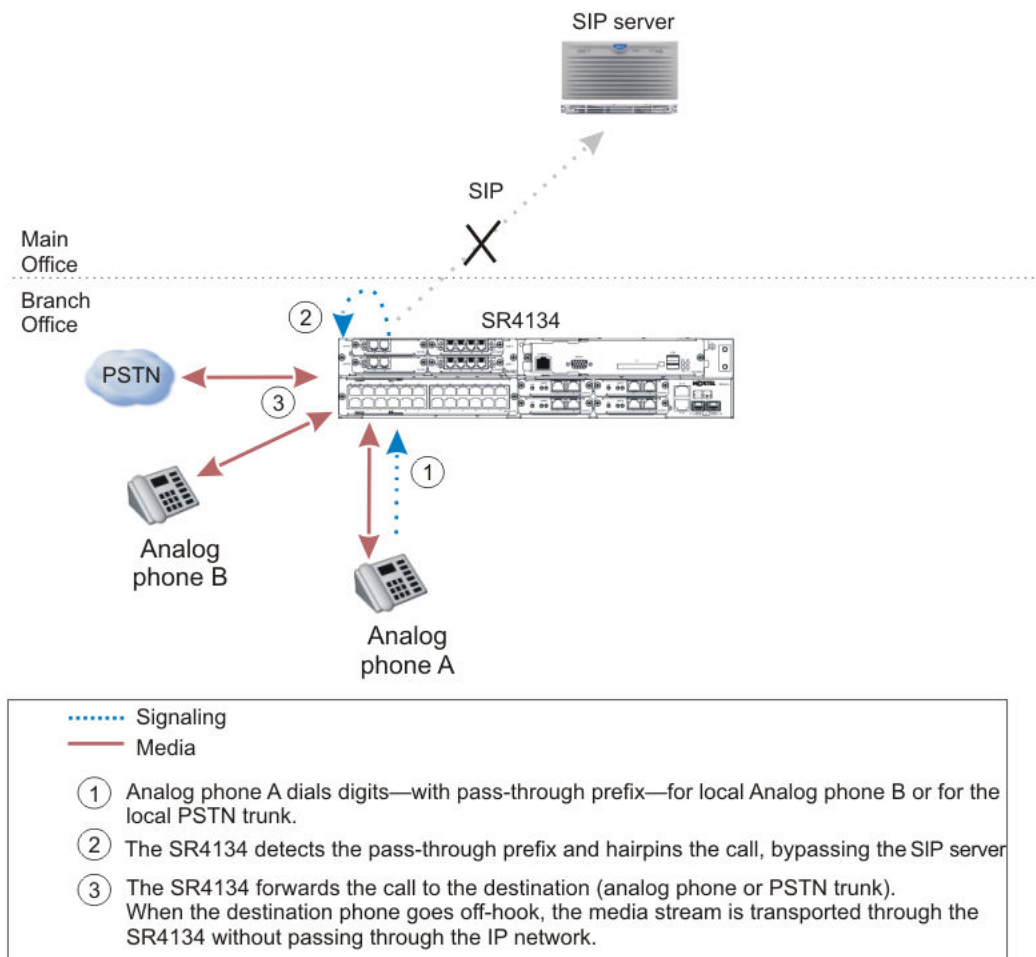 SIP server
SIP
Main
Office
Branch
Office
2
SR4134
NORTEL
PSTN
3
1
Analog
phone B
Analog
phone A
Signaling
Media
1 Analog phone A dials digits—with pass-through prefix—for local Analog phone B or for the
local PSTN trunk.
2 The SR4134 detects the pass-through prefix and hairpins the call, bypassing the SIP server
3 The SR4134 forwards the call to the destination (analog phone or PSTN trunk).
When the destination phone goes off-hook, the media stream is transported through the
SR4134 without passing through the IP network.